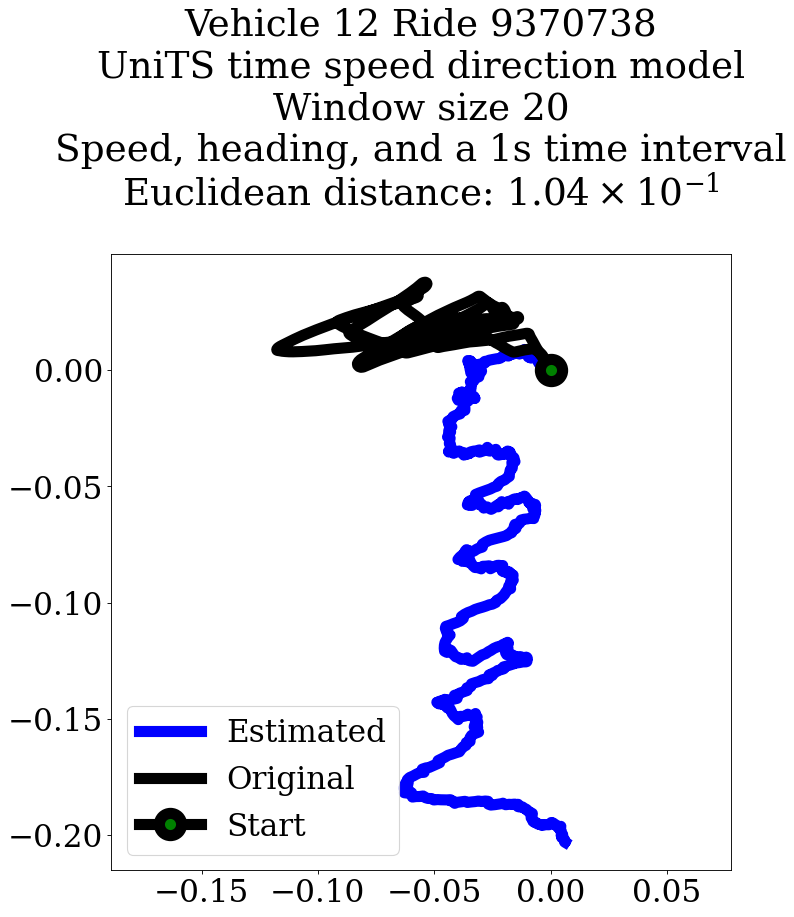 Vehicle 12 Ride 9370738
UniTS time speed direction model
Window size 20
Speed, heading, and a 1s time interval
Euclidean distance: 1.04 × 10⁻¹
0.00
−0.05
−0.10
−0.15
−0.20
Estimated
Original
Start
−0.15 −0.10 −0.05 0.00 0.05